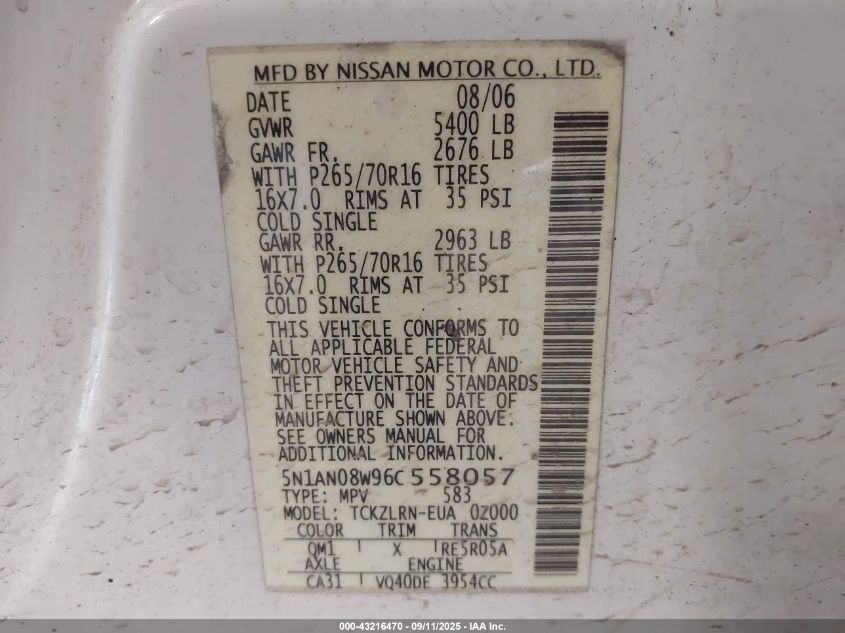 MFD BY NISSAN MOTOR CO., LTD.
DATE 08/06
GVWR 5400 LB
GAWR FR. 2676 LB
WITH P265/70R16 TIRES
16X7.0 RIMS AT 35 PSI
COLD SINGLE
GAWR RR. 2963 LB
WITH P265/70R16 TIRES
16X7.0 RIMS AT 35 PSI
COLD SINGLE
THIS VEHICLE CONFORMS TO
ALL APPLICABLE FEDERAL
MOTOR VEHICLE SAFETY AND
THEFT PREVENTION STANDARDS
IN EFFECT ON THE DATE OF
MANUFACTURE SHOWN ABOVE.
SEE OWNERS MANUAL FOR
ADDITIONAL INFORMATION.
5N1AN08W96C 558057
TYPE: MPV 583
MODEL: TCKZLRN-EUA 0Z000
COLOR TRIM TRANS
QM1 X RE5R05A
AXLE ENGINE
CA31 VQ40DE 3954CC
000-43216470 - 09/11/2025 - IAA Inc.